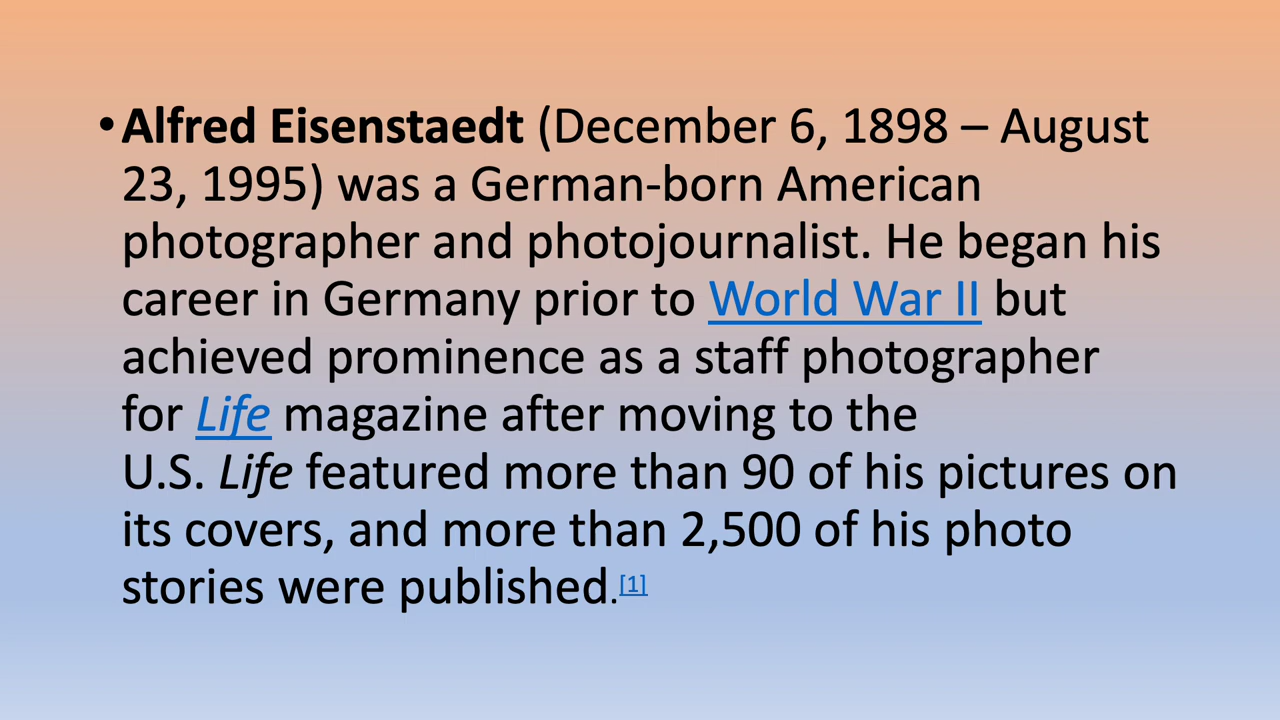 •Alfred Eisenstaedt (December 6, 1898 – August
23, 1995) was a German-born American
photographer and photojournalist. He began his
career in Germany prior to World War II but
achieved prominence as a staff photographer
for Life magazine after moving to the
U.S. Life featured more than 90 of his pictures on
its covers, and more than 2,500 of his photo
stories were published.[1]